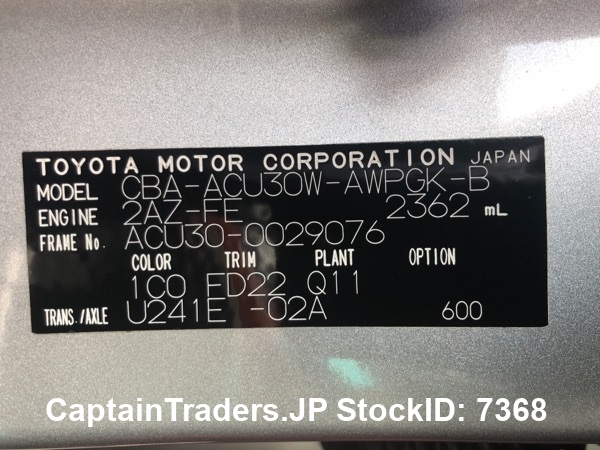 TOYOTA MOTOR CORPORATION JAPAN
MODEL CBA-ACU30W-AWPGK-B
ENGINE 2AZ-FE 2362 mL
FRAME No. ACU30-0029076
COLOR TRIM PLANT OPTION
1C0 FD22 Q11
TRANS./AXLE U241E -02A 600
CaptainTraders.JP StockID: 7368